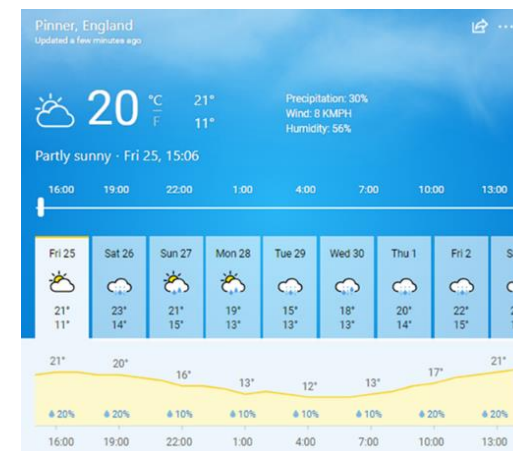 Pinner, England
Updated a few minutes ago
20 °C F 21° 11°
Precipitation: 30%
Wind: 8 KMPH
Humidity: 56%
Partly sunny · Fri 25, 15:06
16:00 19:00 22:00 1:00 4:00 7:00 10:00 13:00
Fri 25 Sat 26 Sun 27 Mon 28 Tue 29 Wed 30 Thu 1 Fri 2 S
21° 23° 21° 19° 15° 18° 20° 22°
11° 14° 15° 13° 13° 13° 14° 15°
21° 20° 16° 13° 12° 13° 17° 21°
20% 20% 10% 10% 10% 10% 20% 20%
16:00 19:00 22:00 1:00 4:00 7:00 10:00 13:00